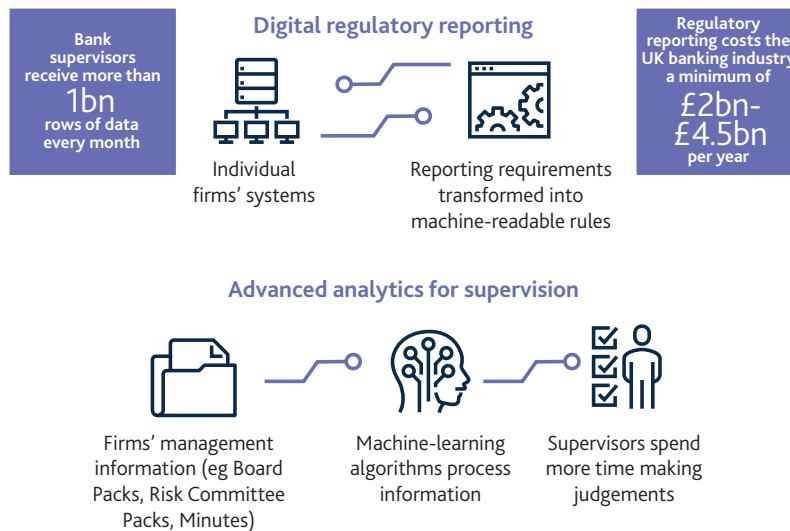 Bank
supervisors
receive more than
1bn
rows of data
every month
Digital regulatory reporting
Individual
firms' systems
Reporting requirements
transformed into
machine-readable rules
Regulatory
reporting costs the
UK banking industry
a minimum of
£2bn-
£4.5bn
per year
Advanced analytics for supervision
Firms' management
information (eg Board
Packs, Risk Committee
Packs, Minutes)
Machine-learning
algorithms process
information
Supervisors spend
more time making
judgements